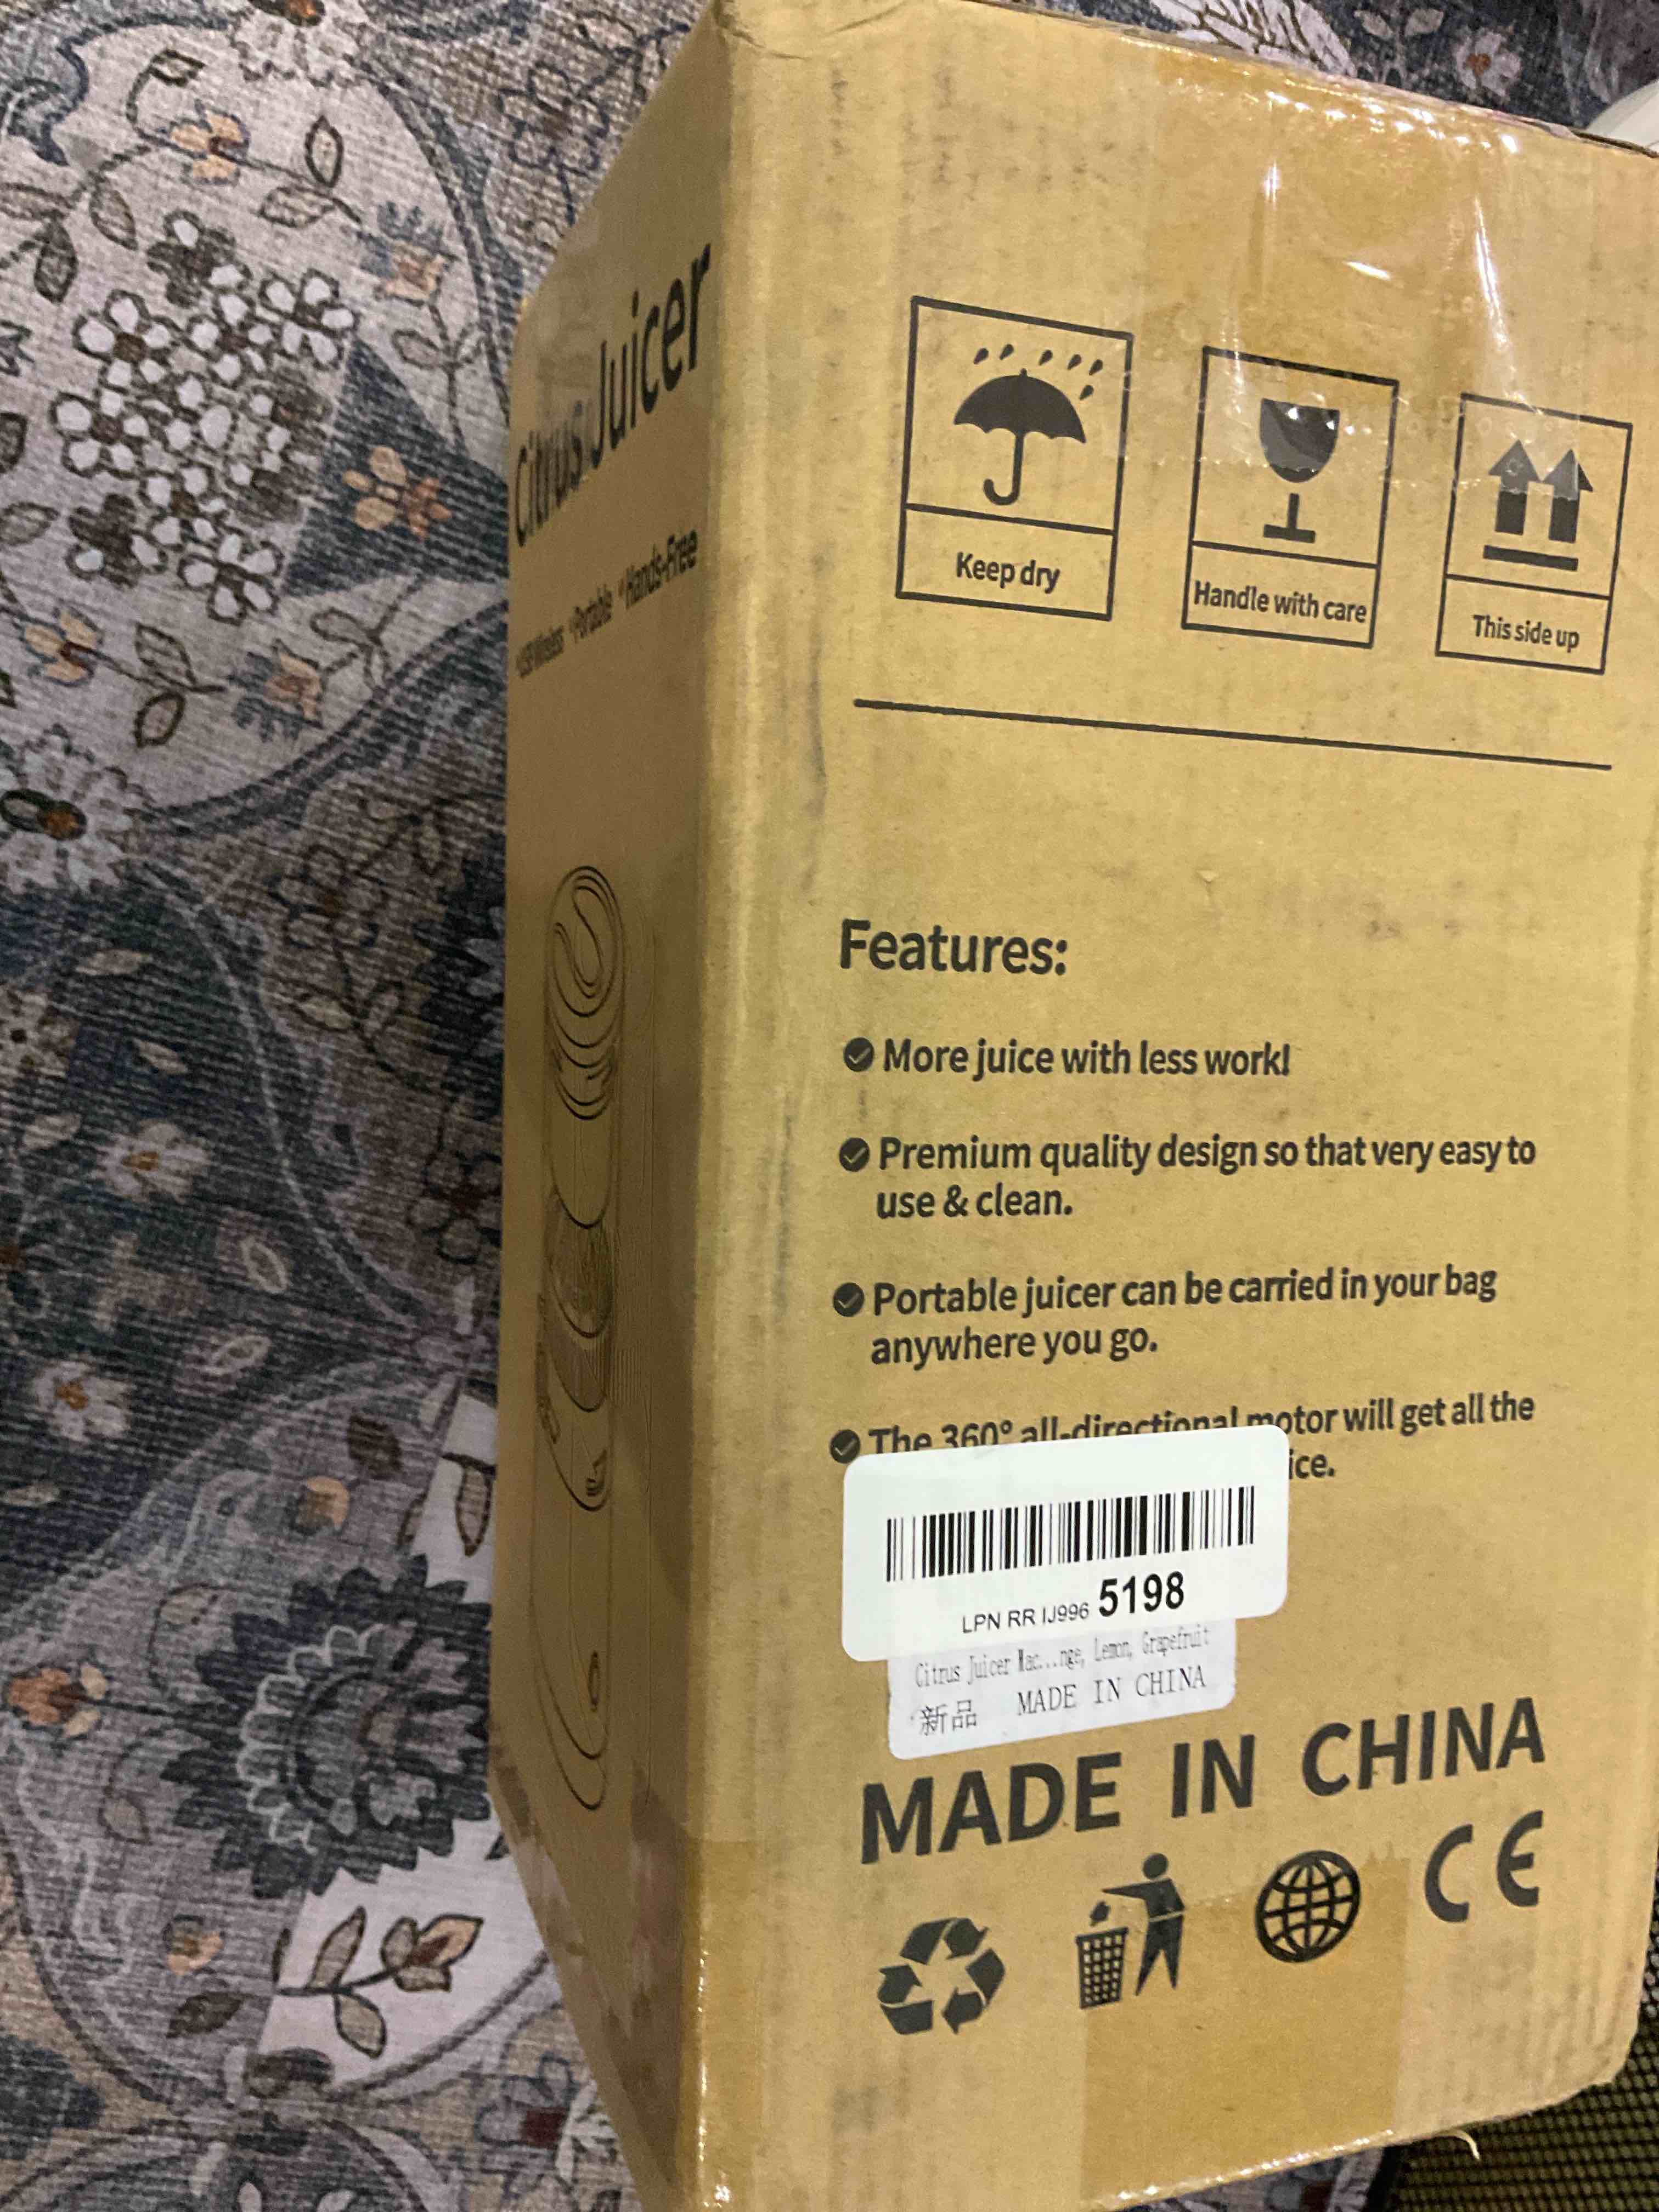 Citrus Juicer
*USB Wireless *Portable *Hands-Free
Keep dry
Handle with care
This side up
Features:
More juice with less work!
Premium quality design so that very easy to
use & clean.
Portable juicer can be carried in your bag
anywhere you go.
The 360° all-directional motor will get all the
ice.
LPN RR IJ996 5198
Citrus Juicer Mac...nge, Lemon, Grapefruit
新品 MADE IN CHINA
MADE IN CHINA
CE